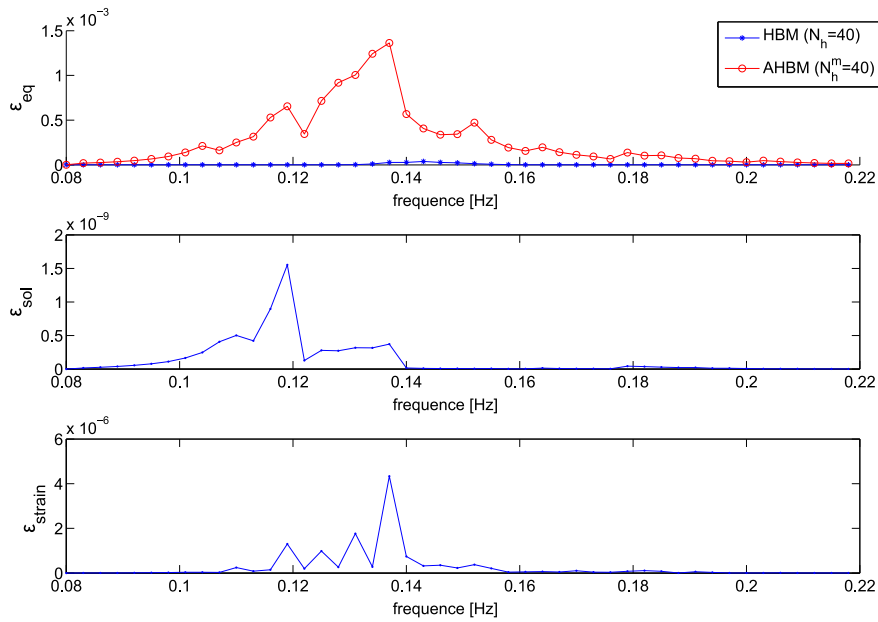 x 10^-3
1.5
1
0.5
0
ε_eq
0.08 0.1 0.12 0.14 0.16 0.18 0.2 0.22
frequence [Hz]
HBM (N_h=40)
AHBM (N_h^m=40)
x 10^-9
2
1.5
1
0.5
0
ε_sol
0.08 0.1 0.12 0.14 0.16 0.18 0.2 0.22
frequence [Hz]
x 10^-6
6
4
2
0
ε_strain
0.08 0.1 0.12 0.14 0.16 0.18 0.2 0.22
frequence [Hz]